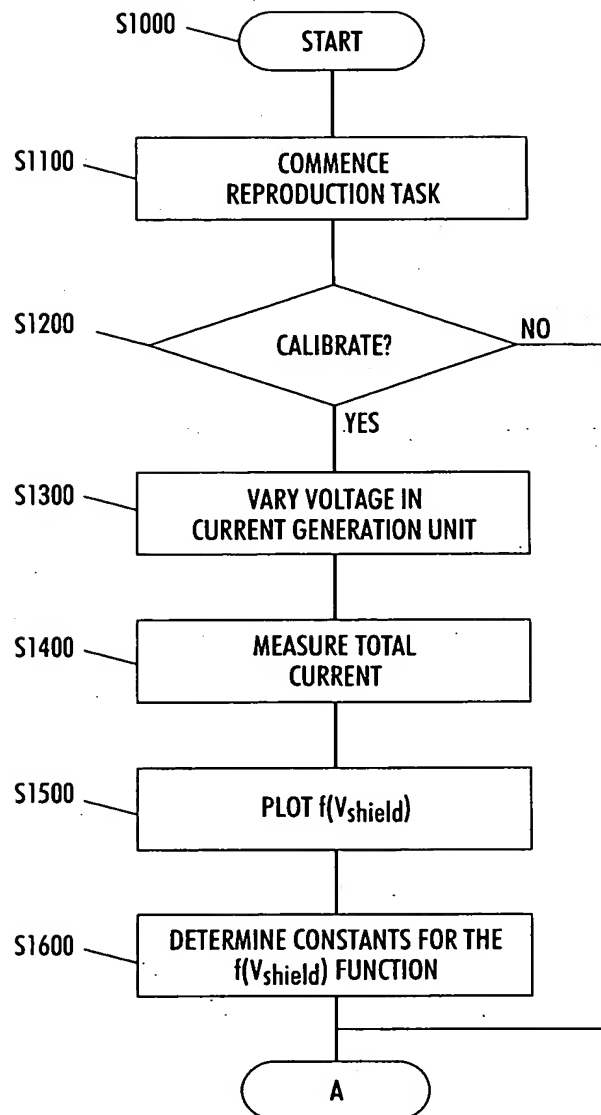 S1000
START
S1100
COMMENCE
REPRODUCTION TASK
S1200
CALIBRATE?
NO
YES
S1300
VARY VOLTAGE IN
CURRENT GENERATION UNIT
S1400
MEASURE TOTAL
CURRENT
S1500
PLOT f(Vshield)
S1600
DETERMINE CONSTANTS FOR THE
f(Vshield) FUNCTION
A